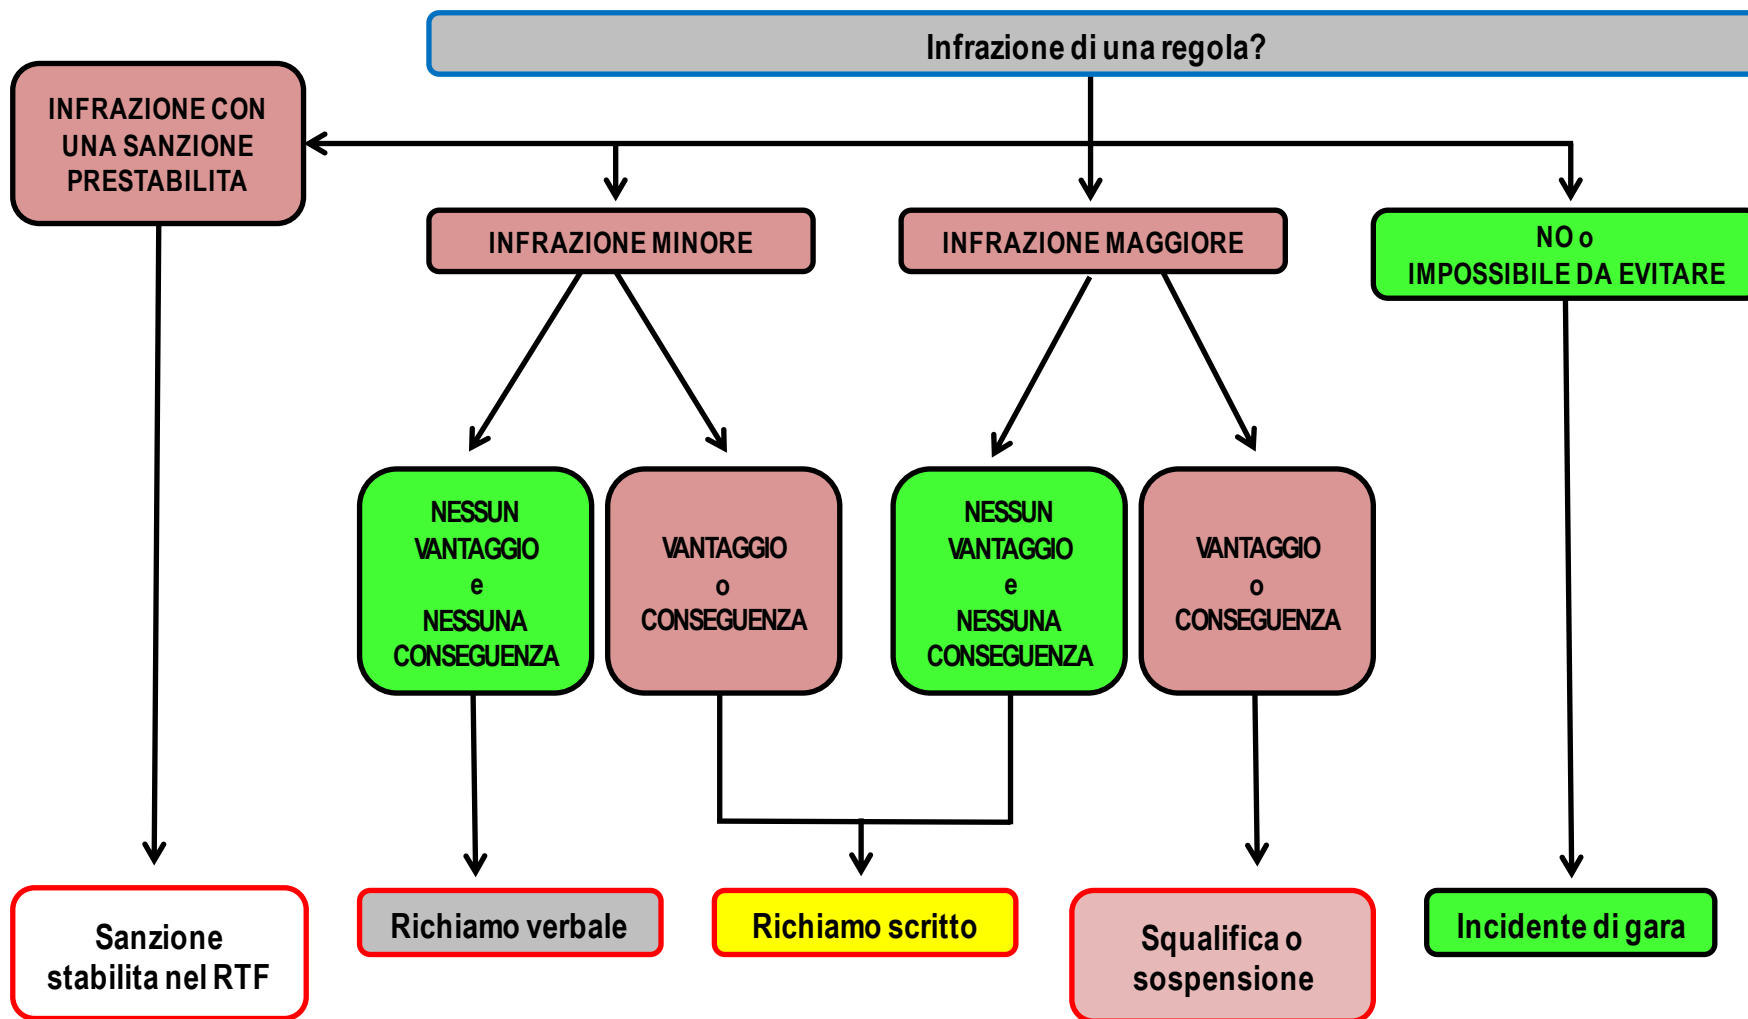 Infrazione di una regola?
INFRAZIONE CON
UNA SANZIONE
PRESTABILITA
INFRAZIONE MINORE
INFRAZIONE MAGGIORE
NO o
IMPOSSIBILE DA EVITARE
NESSUN
VANTAGGIO
e
NESSUNA
CONSEGUENZA
VANTAGGIO
o
CONSEGUENZA
NESSUN
VANTAGGIO
e
NESSUNA
CONSEGUENZA
VANTAGGIO
o
CONSEGUENZA
Sanzione
stabilita nel RTF
Richiamo verbale
Richiamo scritto
Squalifica o
sospensione
Incidente di gara